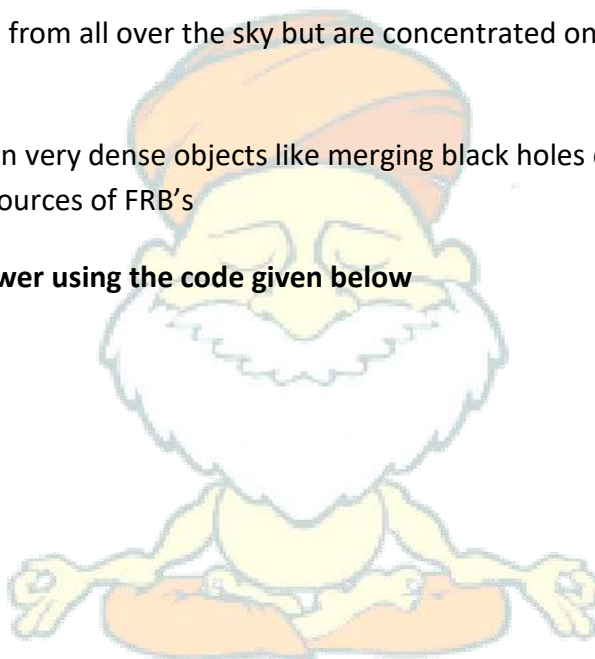 from all over the sky but are concentrated on
n very dense objects like merging black holes
ources of FRB’s
wer using the code given below